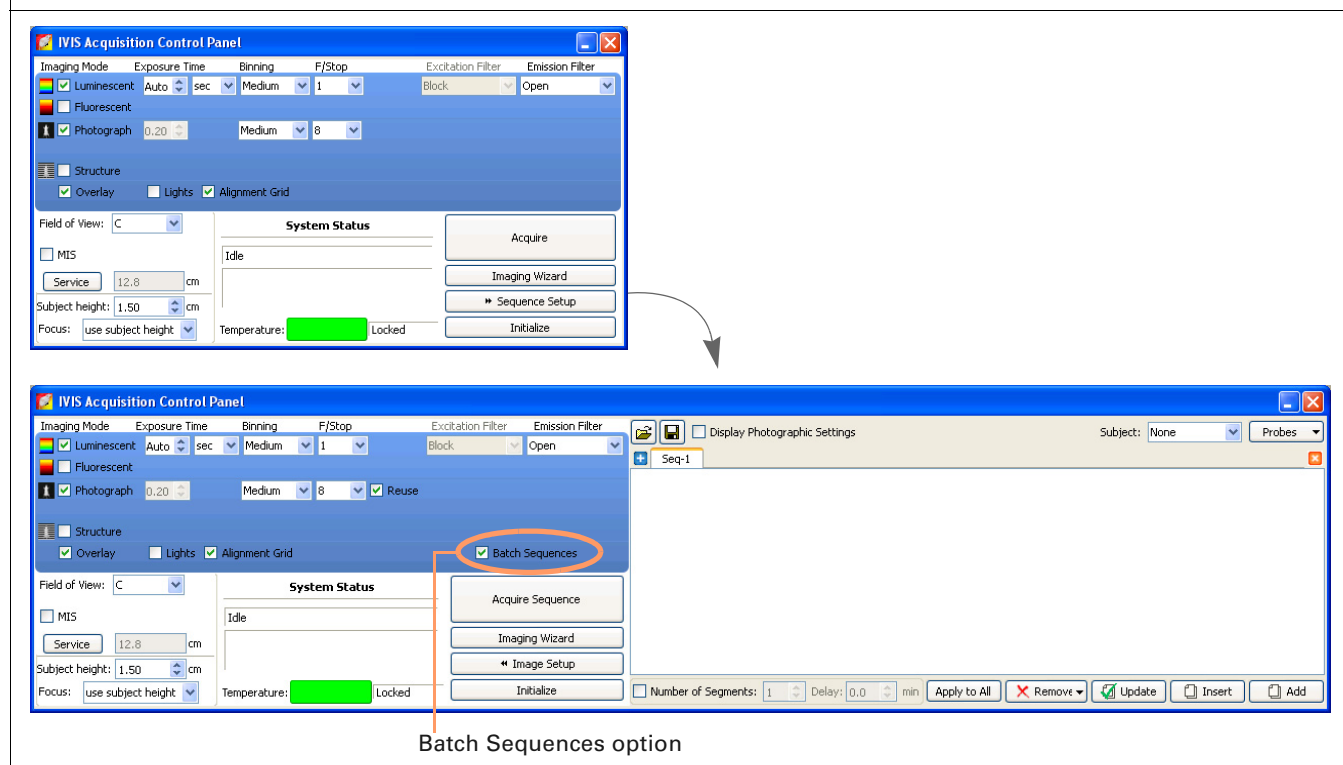 IVIS Acquisition Control Panel
Imaging Mode Exposure Time Binning F/Stop Excitation Filter Emission Filter
Luminescent Auto sec Medium 1 Block Open
Fluorescent
Photograph 0.20 Medium 8
Structure
Overlay Lights Alignment Grid
Field of View: C System Status Acquire
MIS Idle
Service 12.8 cm Imaging Wizard
Subject height: 1.50 cm Sequence Setup
Focus: use subject height Temperature: Locked Initialize
IVIS Acquisition Control Panel
Imaging Mode Exposure Time Binning F/Stop Excitation Filter Emission Filter Display Photographic Settings Subject: None Probes
Luminescent Auto sec Medium 1 Block Open Seq-1
Fluorescent
Photograph 0.20 Medium 8 Reuse
Structure
Overlay Lights Alignment Grid Batch Sequences
Field of View: C System Status Acquire Sequence
MIS Idle
Service 12.8 cm Imaging Wizard
Subject height: 1.50 cm Image Setup
Focus: use subject height Temperature: Locked Initialize Number of Segments: 1 Delay: 0.0 min Apply to All Remove Update Insert Add
Batch Sequences option